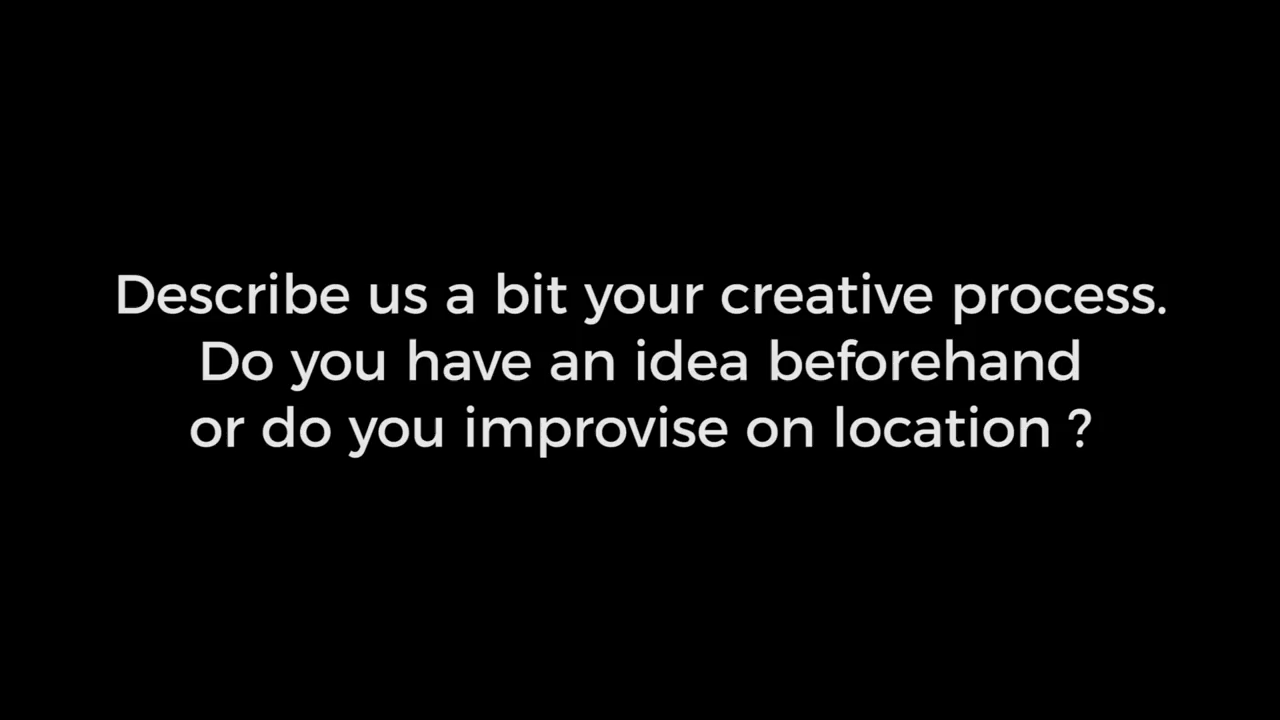 Describe us a bit your creative process.
Do you have an idea beforehand
or do you improvise on location ?